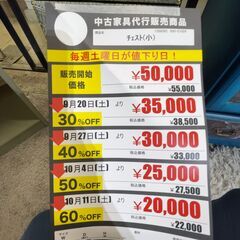 中古家具代行販売商品
チェスト(小)
毎週土曜日が値下り日!
販売開始
価格
¥50,000
税込価格
¥55,000
9月20日(土)より
30%OFF
¥35,000
税込価格
¥38,500
9月27日(土)より
40%OFF
¥30,000
税込価格
¥33,000
10月4日(土)より
50%OFF
¥25,000
税込価格
¥27,500
10月11日(土)より
60%OFF
¥20,000
税込価格
¥22,000
サイズ
W
D
H